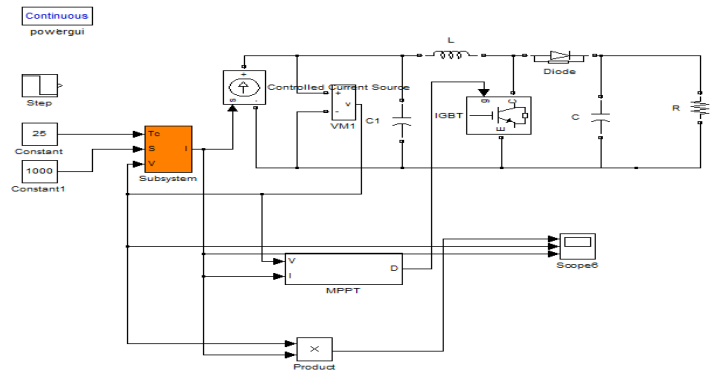 Continuous
powergui
Step
25
Constant
1000
Constant1
Tc
S
V
I
Subsystem
+
s
-
Controlled Current Source
+
-
v
VM1
C1
L
IGBT
g
C
E
Diode
C
R
V
I
D
MPPT
Scope6
×
Product